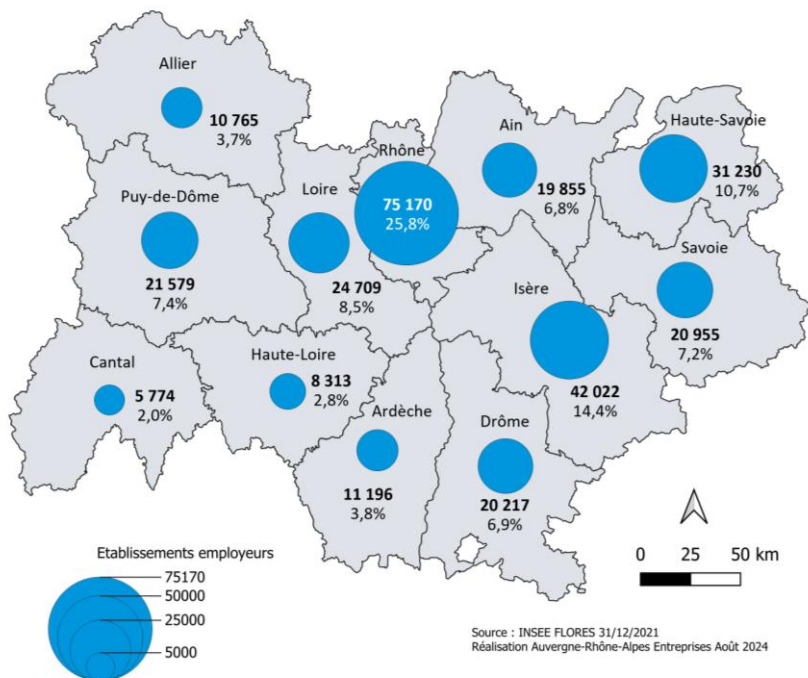 Allier
10 765
3,7%
Puy-de-Dôme
21 579
7,4%
Loire
24 709
8,5%
Rhône
75 170
25,8%
Ain
19 855
6,8%
Haute-Savoie
31 230
10,7%
Savoie
20 955
7,2%
Isère
42 022
14,4%
Cantal
5 774
2,0%
Haute-Loire
8 313
2,8%
Ardèche
11 196
3,8%
Drôme
20 217
6,9%
0 25 50 km
Etablissements employeurs
75170
50000
25000
5000
Source : INSEE FLORES 31/12/2021
Réalisation Auvergne-Rhône-Alpes Entreprises Août 2024